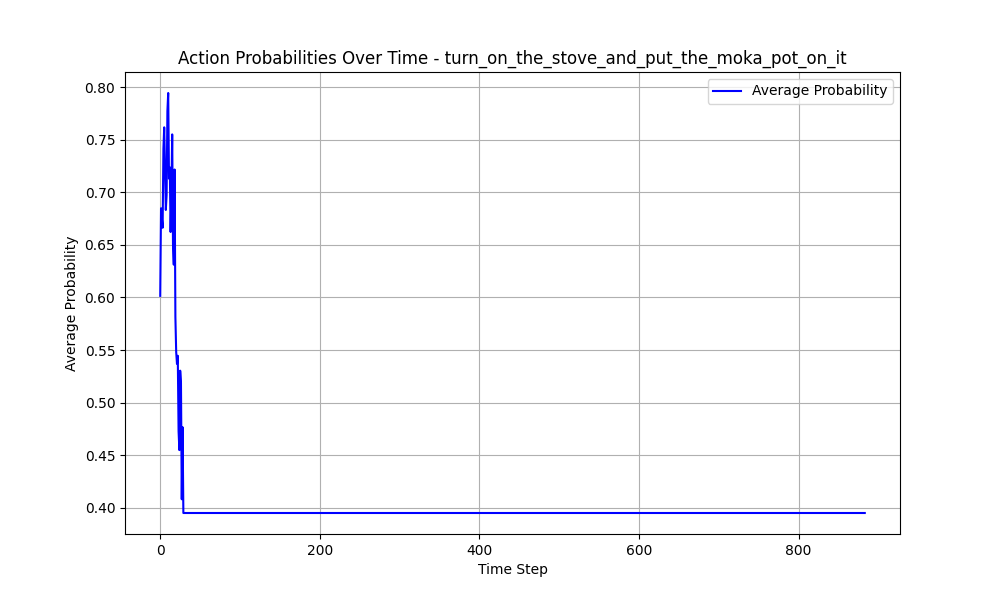 Action Probabilities Over Time - turn_on_the_stove_and_put_the_moka_pot_on_it
Average Probability
0.80
0.75
0.70
0.65
0.60
0.55
0.50
0.45
0.40
Average Probability
0 200 400 600 800
Time Step